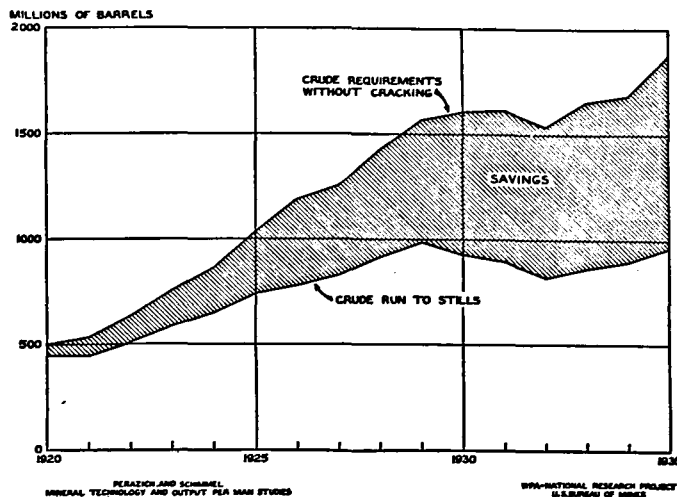 MILLIONS OF BARRELS
2000
CRUDE REQUIREMENTS
WITHOUT CRACKING
1500
SAVINGS
1000
CRUDE RUN TO STILLS
500
0
1920
1925
1930
PERAZICH AND SCHIMMEL
MINERAL TECHNOLOGY AND OUTPUT PER MAN STUDIES
WPA-NATIONAL RESEARCH PROJECT
U.S. BUREAU OF MINES